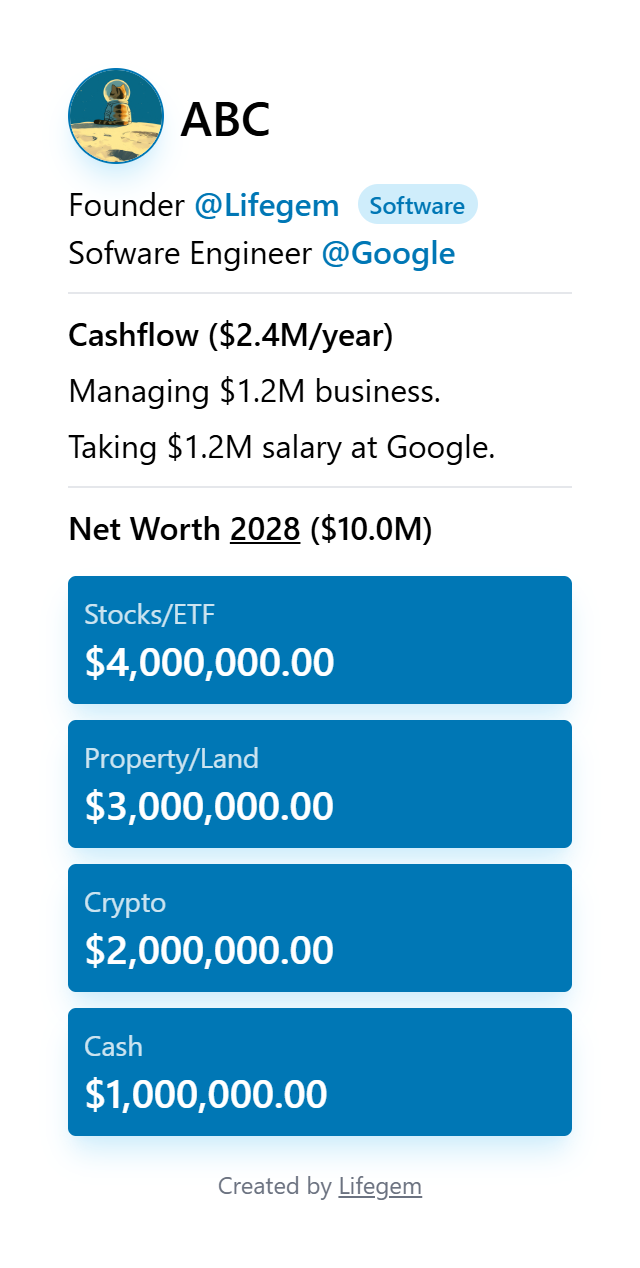 ABC
Founder @Lifegem Software
Sofware Engineer @Google
Cashflow ($2.4M/year)
Managing $1.2M business.
Taking $1.2M salary at Google.
Net Worth 2028 ($10.0M)
Stocks/ETF
$4,000,000.00
Property/Land
$3,000,000.00
Crypto
$2,000,000.00
Cash
$1,000,000.00
Created by Lifegem